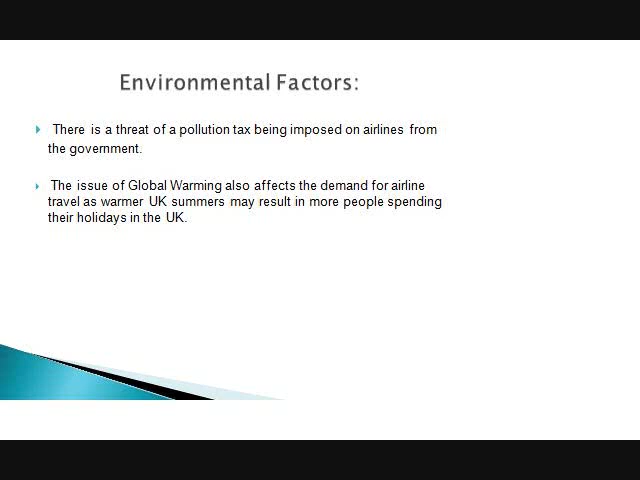 Environmental Factors:
There is a threat of a pollution tax being imposed on airlines from
the government.
The issue of Global Warming also affects the demand for airline
travel as warmer UK summers may result in more people spending
their holidays in the UK.